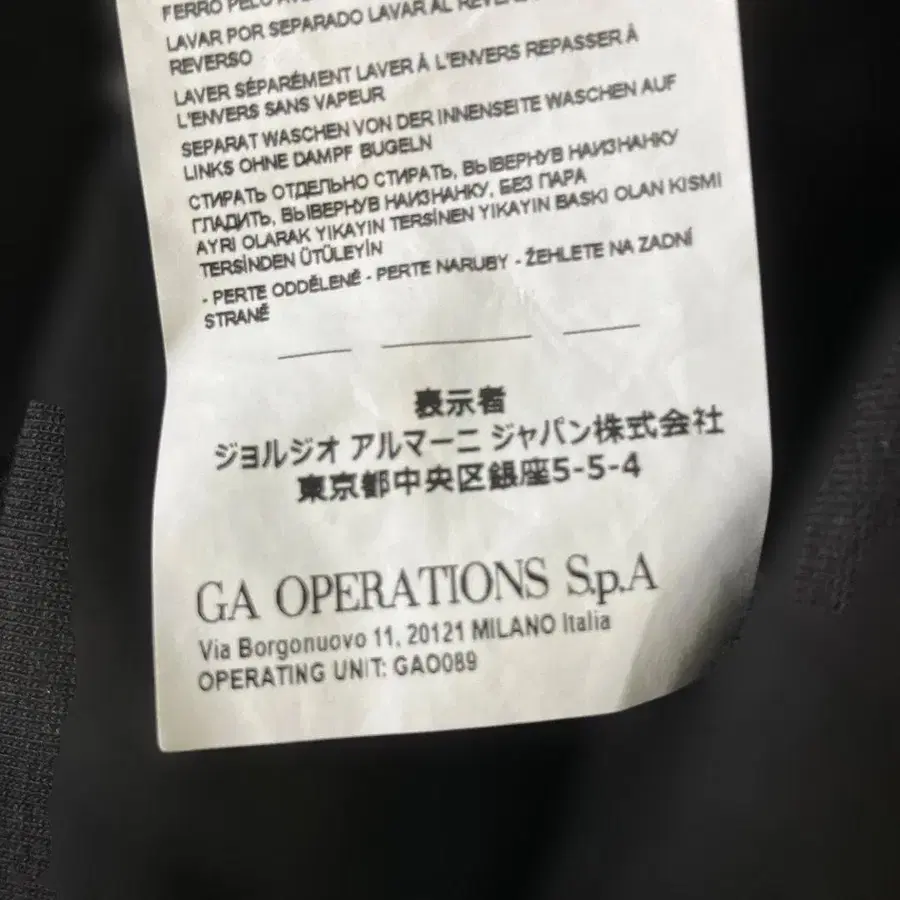 FERRO PELO
LAVAR POR SEPARADO LAVAR AL
REVERSO
LAVER SÉPARÉMENT LAVER À L'ENVERS REPASSER À
L'ENVERS SANS VAPEUR
SEPARAT WASCHEN VON DER INNENSEITE WASCHEN AUF
LINKS OHNE DAMPF BUGELN
СТИРАТЬ ОТДЕЛЬНО СТИРАТЬ, ВЫВЕРНУВ НАИЗНАНКУ
ГЛАДИТЬ, ВЫВЕРНУВ НАИЗНАНКУ, БЕЗ ПАРА
AYRI OLARAK YIKAYIN TERSİNEN YIKAYIN BASKI OLAN KISMI
TERSİNDEN ÜTÜLEYİN
- PERTE ODDĚLENĚ - PERTE NARUBY - ŽEHLETE NA ZADNÍ
STRANĚ
表示者
ジョルジオ アルマーニ ジャパン株式会社
東京都中央区銀座5-5-4
GA OPERATIONS S.p.A
Via Borgonuovo 11, 20121 MILANO Italia
OPERATING UNIT: GAO089